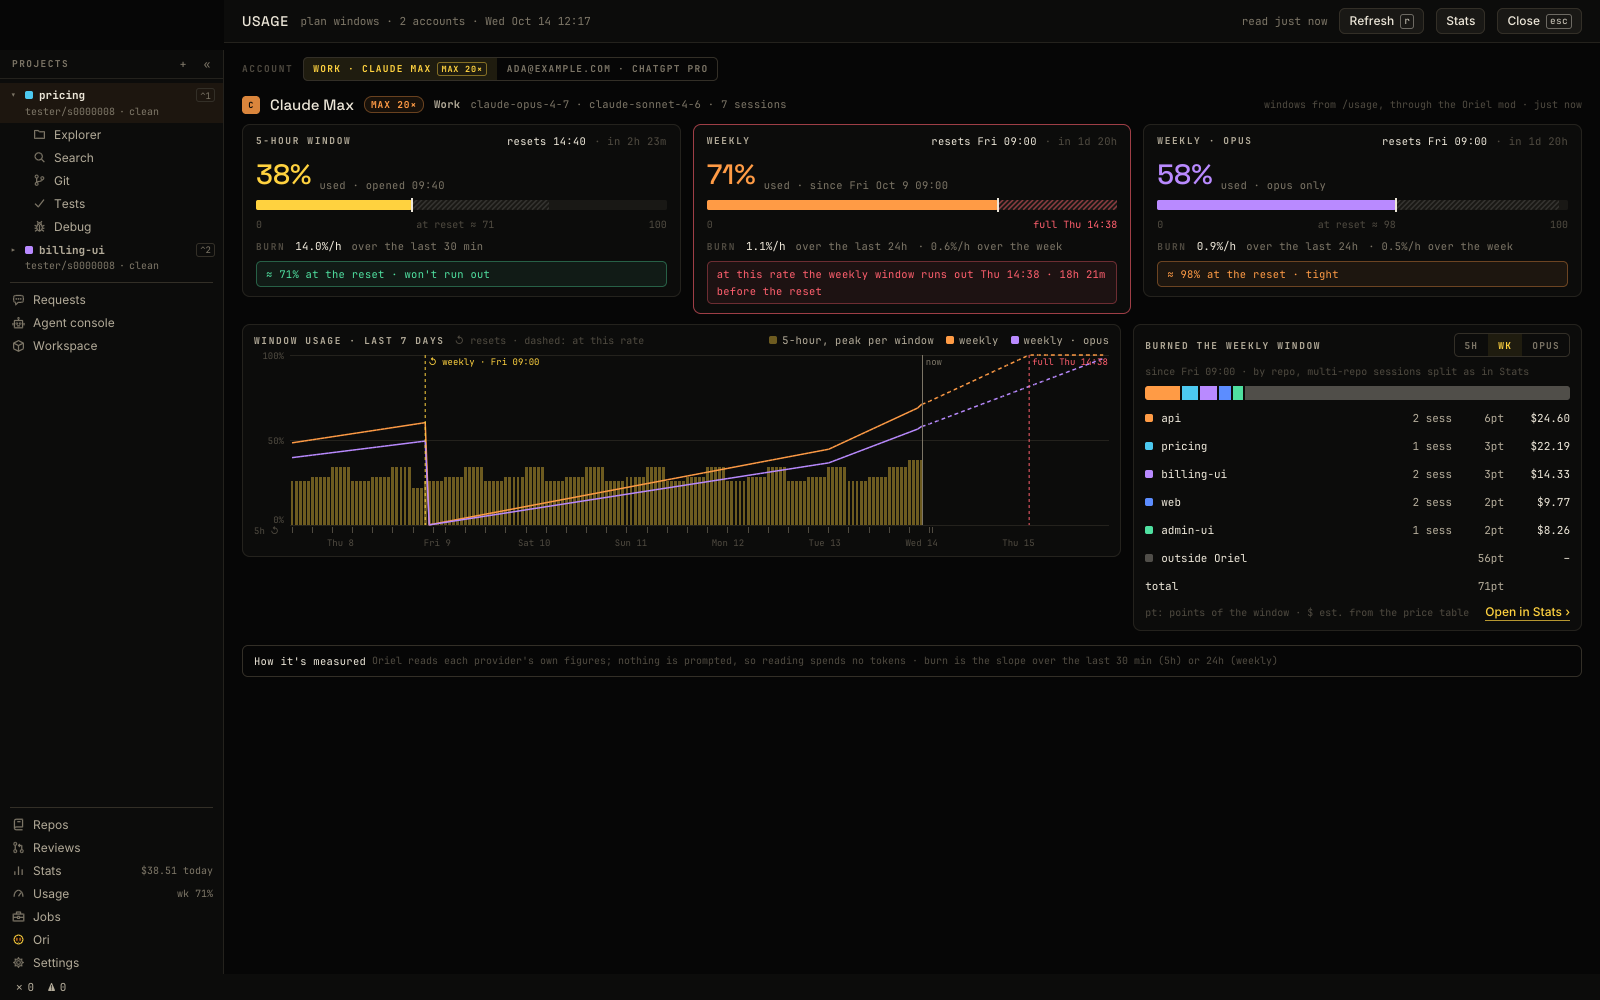 USAGE plan windows · 2 accounts · Wed Oct 14 12:17
read just now Refresh r Stats Close esc
PROJECTS + «
pricing ^1
tester/s0000008 · clean
Explorer
Search
Git
Tests
Debug
billing-ui ^2
tester/s0000008 · clean
Requests
Agent console
Workspace
Repos
Reviews
Stats $38.51 today
Usage wk 71%
Jobs
Ori
Settings
× 0 0
ACCOUNT WORK · CLAUDE MAX MAX 20× ADA@EXAMPLE.COM · CHATGPT PRO
C Claude Max MAX 20× Work claude-opus-4-7 · claude-sonnet-4-6 · 7 sessions
windows from /usage, through the Oriel mod · just now
5-HOUR WINDOW resets 14:40 · in 2h 23m
38% used · opened 09:40
0 at reset ≈ 71 100
BURN 14.0%/h over the last 30 min
≈ 71% at the reset · won't run out
WEEKLY resets Fri 09:00 · in 1d 20h
71% used · since Fri Oct 9 09:00
0 full Thu 14:38
BURN 1.1%/h over the last 24h · 0.6%/h over the week
at this rate the weekly window runs out Thu 14:38 · 18h 21m
before the reset
WEEKLY · OPUS resets Fri 09:00 · in 1d 20h
58% used · opus only
0 at reset ≈ 98 100
BURN 0.9%/h over the last 24h · 0.5%/h over the week
≈ 98% at the reset · tight
WINDOW USAGE · LAST 7 DAYS resets · dashed: at this rate
5-hour, peak per window weekly weekly · opus
100% weekly · Fri 09:00 now full Thu 14:38
50%
0%
5h
Thu 8 Fri 9 Sat 10 Sun 11 Mon 12 Tue 13 Wed 14 Thu 15
BURNED THE WEEKLY WINDOW 5H WK OPUS
since Fri 09:00 · by repo, multi-repo sessions split as in Stats
api 2 sess 6pt $24.60
pricing 1 sess 3pt $22.19
billing-ui 2 sess 3pt $14.33
web 2 sess 2pt $9.77
admin-ui 1 sess 2pt $8.26
outside Oriel 56pt –
total 71pt
pt: points of the window · $ est. from the price table Open in Stats ›
How it's measured Oriel reads each provider's own figures; nothing is prompted, so reading spends no tokens · burn is the slope over the last 30 min (5h) or 24h (weekly)